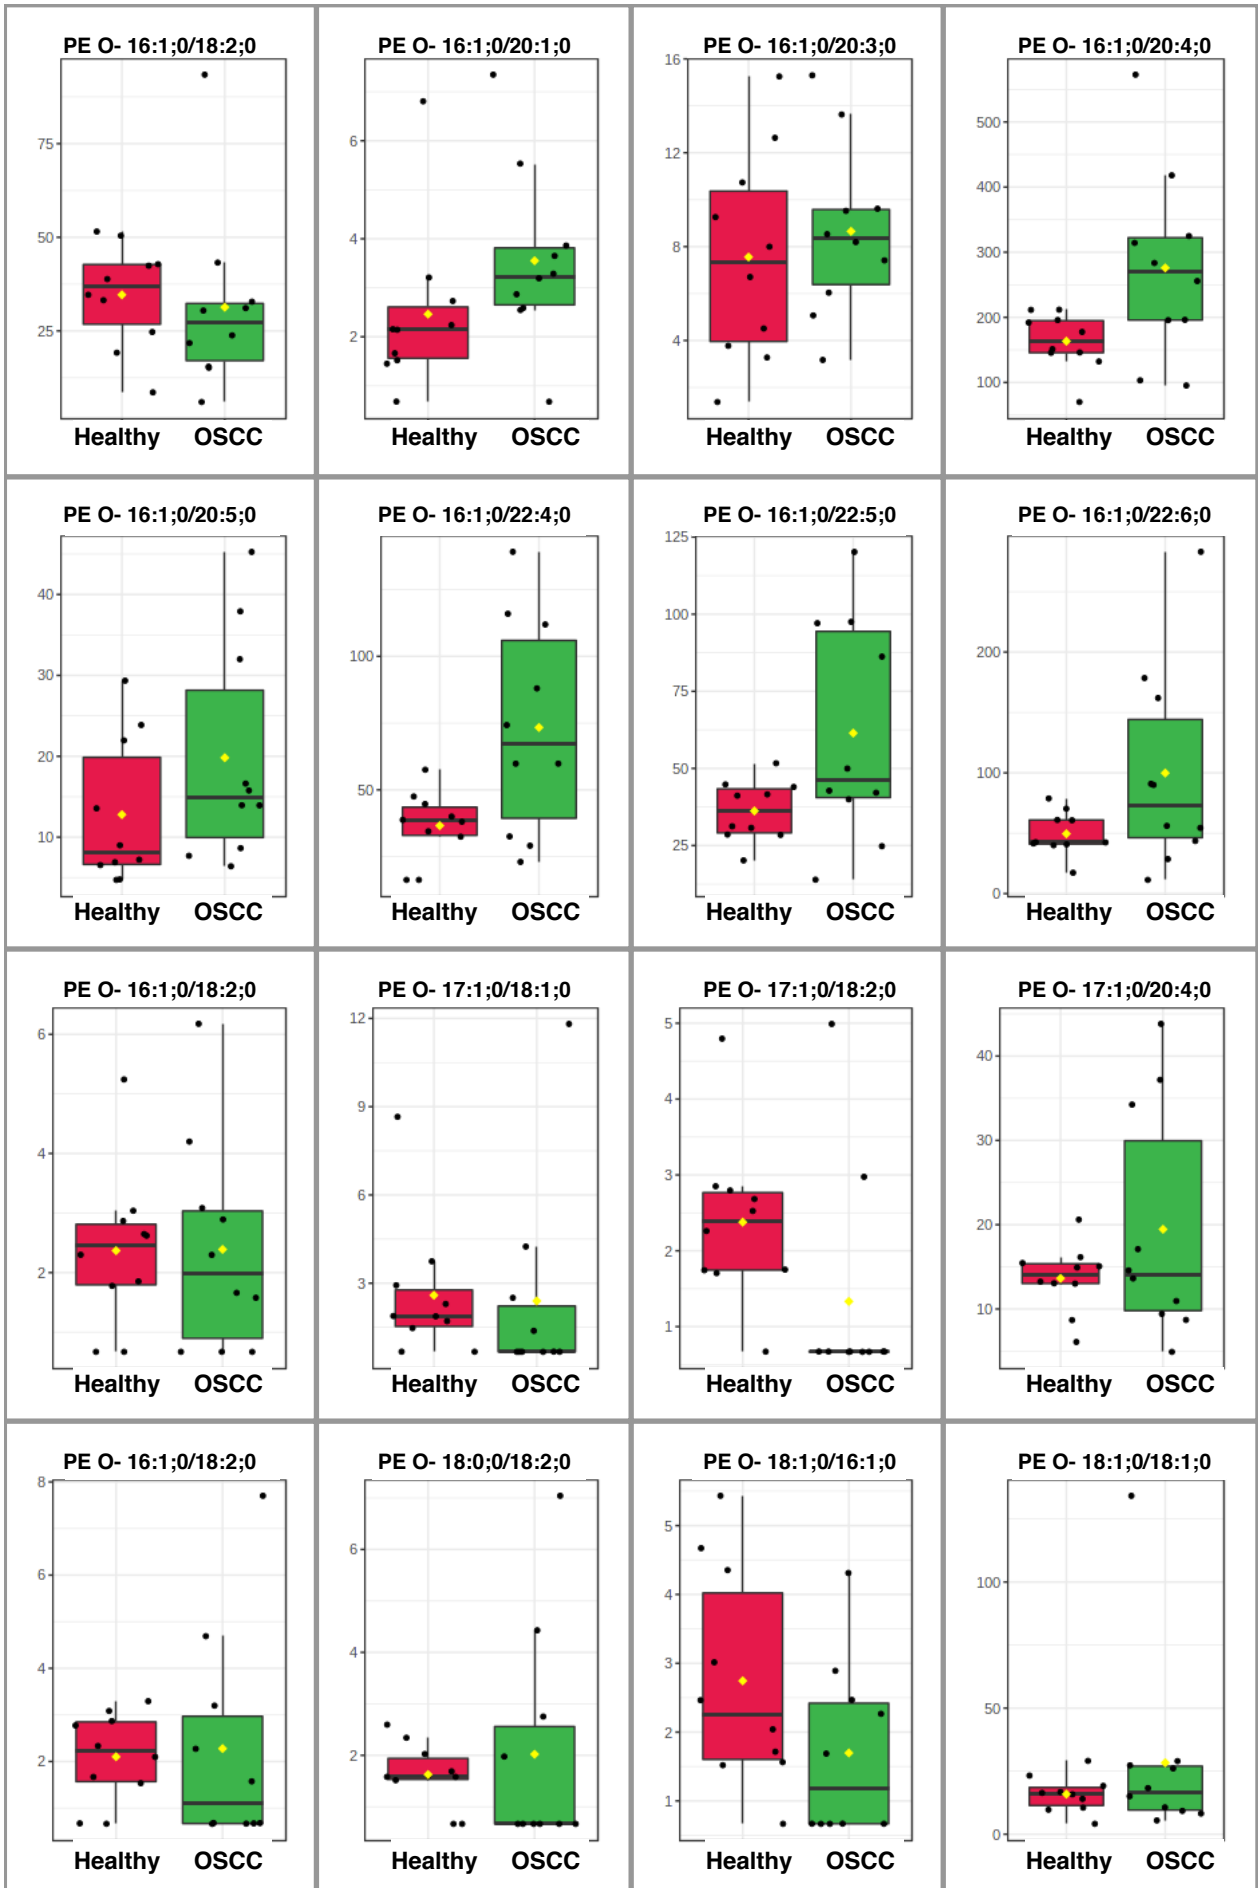 PE O- 16:1;0/18:2;0
75
50
25
Healthy OSCC
PE O- 16:1;0/20:1;0
6
4
2
Healthy OSCC
PE O- 16:1;0/20:3;0
16
12
8
4
Healthy OSCC
PE O- 16:1;0/20:4;0
500
400
300
200
100
Healthy OSCC
PE O- 16:1;0/20:5;0
40
30
20
10
Healthy OSCC
PE O- 16:1;0/22:4;0
100
50
Healthy OSCC
PE O- 16:1;0/22:5;0
125
100
75
50
25
Healthy OSCC
PE O- 16:1;0/22:6;0
200
100
0
Healthy OSCC
PE O- 16:1;0/18:2;0
6
4
2
Healthy OSCC
PE O- 17:1;0/18:1;0
12
9
6
3
Healthy OSCC
PE O- 17:1;0/18:2;0
5
4
3
2
1
Healthy OSCC
PE O- 17:1;0/20:4;0
40
30
20
10
Healthy OSCC
PE O- 16:1;0/18:2;0
8
6
4
2
Healthy OSCC
PE O- 18:0;0/18:2;0
6
4
2
Healthy OSCC
PE O- 18:1;0/16:1;0
5
4
3
2
1
Healthy OSCC
PE O- 18:1;0/18:1;0
100
50
0
Healthy OSCC